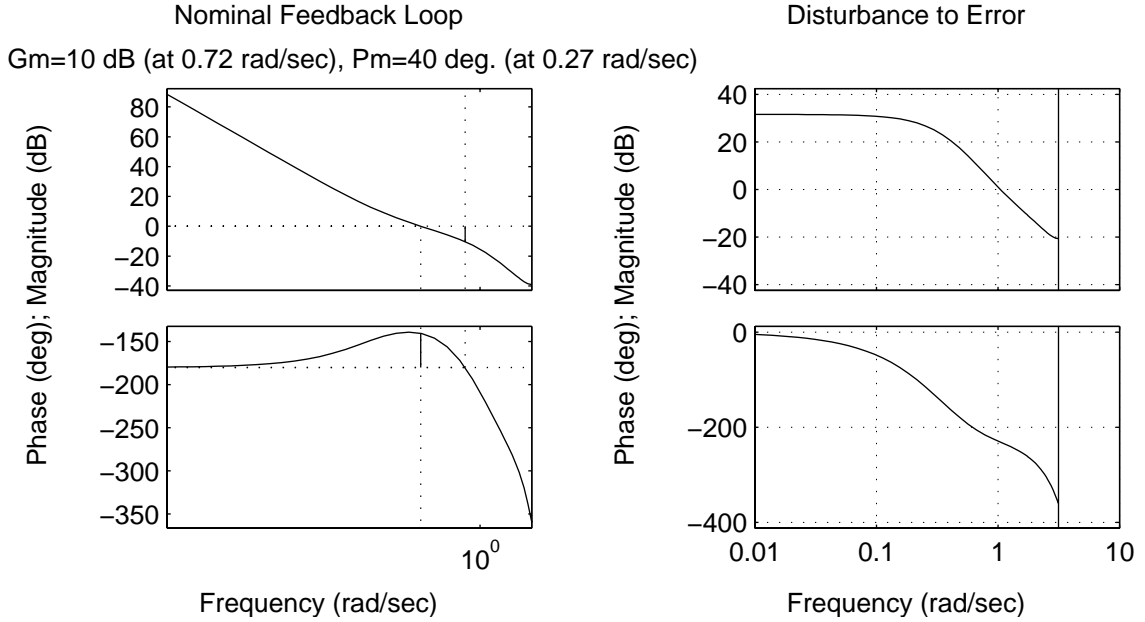 Nominal Feedback Loop
Gm=10 dB (at 0.72 rad/sec), Pm=40 deg. (at 0.27 rad/sec)
Phase (deg); Magnitude (dB)
80
60
40
20
0
−20
−40
−150
−200
−250
−300
−350
10^0
Frequency (rad/sec)
Disturbance to Error
Phase (deg); Magnitude (dB)
40
20
0
−20
−40
0
−200
−400
0.01 0.1 1 10
Frequency (rad/sec)